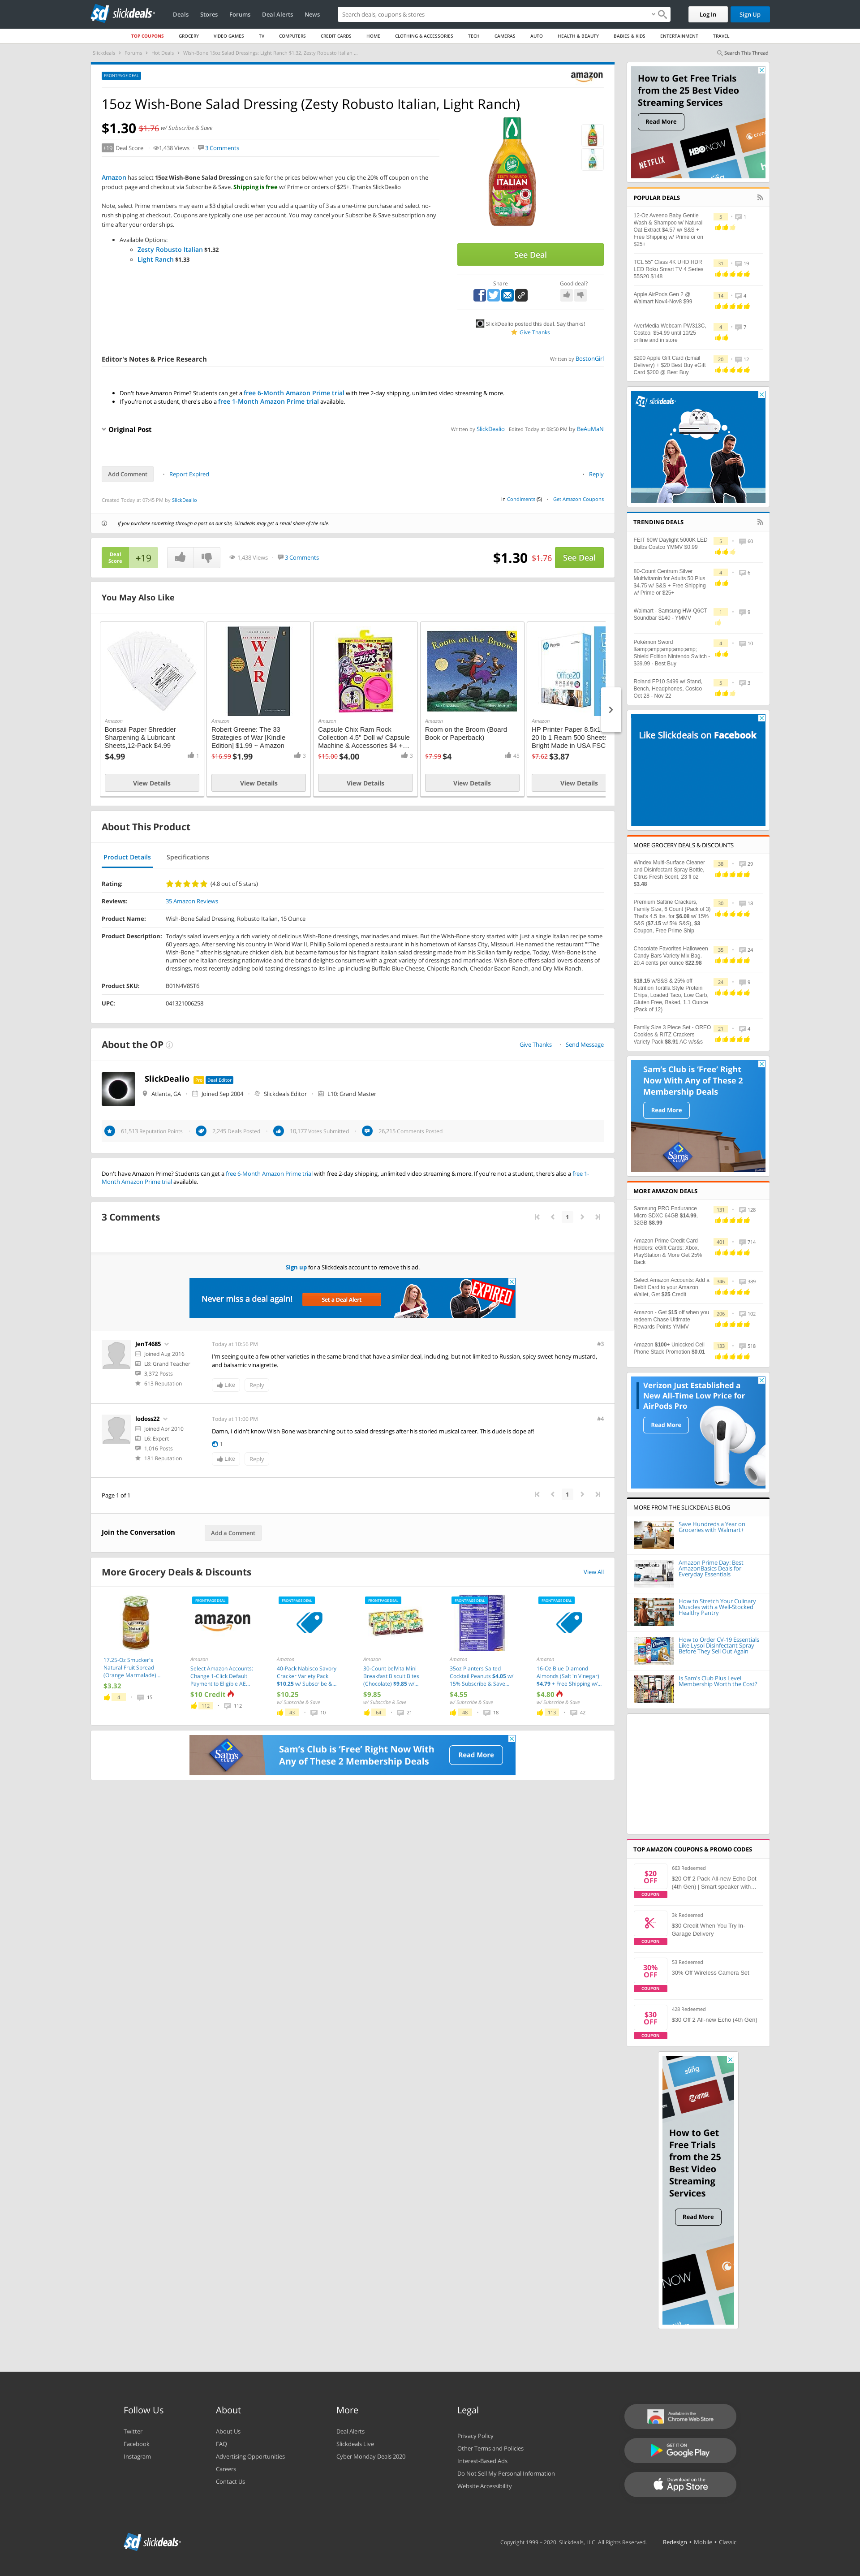 slickdeals
Deals Stores Forums Deal Alerts News
Search deals, coupons & stores
Log In Sign Up
TOP COUPONS GROCERY VIDEO GAMES TV COMPUTERS CREDIT CARDS HOME CLOTHING & ACCESSORIES TECH CAMERAS AUTO HEALTH & BEAUTY BABIES & KIDS ENTERTAINMENT TRAVEL
Slickdeals Forums Hot Deals Wish-Bone 15oz Salad Dressings: Light Ranch $1.32, Zesty Robusto Italian ...
Search This Thread
FRONTPAGE DEAL
amazon
15oz Wish-Bone Salad Dressing (Zesty Robusto Italian, Light Ranch)
$1.30 $1.76 w/ Subscribe & Save
+19 Deal Score 1,438 Views 3 Comments
Amazon has select 15oz Wish-Bone Salad Dressing on sale for the prices below when you clip the 20% off coupon on the
product page and checkout via Subscribe & Save. Shipping is free w/ Prime or orders of $25+. Thanks SlickDealio
Note, select Prime members may earn a $3 digital credit when you add a quantity of 3 as a one-time purchase and select no-
rush shipping at checkout. Coupons are typically one use per account. You may cancel your Subscribe & Save subscription any
time after your order ships.
Available Options:
Zesty Robusto Italian $1.32
Light Ranch $1.33
See Deal
Share Good deal?
SlickDealio posted this deal. Say thanks!
Give Thanks
Editor's Notes & Price Research
Written by BostonGirl
Don't have Amazon Prime? Students can get a free 6-Month Amazon Prime trial with free 2-day shipping, unlimited video streaming & more.
If you're not a student, there's also a free 1-Month Amazon Prime trial available.
Original Post
Written by SlickDealio Edited Today at 08:50 PM by BeAuMaN
Add Comment Report Expired Reply
Created Today at 07:45 PM by SlickDealio
in Condiments (5) Get Amazon Coupons
If you purchase something through a post on our site, Slickdeals may get a small share of the sale.
Deal Score +19
1,438 Views 3 Comments
$1.30 $1.76 See Deal
You May Also Like
Amazon
Bonsaii Paper Shredder
Sharpening & Lubricant
Sheets,12-Pack $4.99
$4.99 1
View Details
Amazon
Robert Greene: The 33
Strategies of War [Kindle
Edition] $1.99 ~ Amazon
$16.99 $1.99 3
View Details
Amazon
Capsule Chix Ram Rock
Collection 4.5" Doll w/ Capsule
Machine & Accessories $4 +...
$15.00 $4.00 3
View Details
Room on the Broom
Amazon
Room on the Broom (Board
Book or Paperback)
$7.99 $4 45
View Details
Office20
Amazon
HP Printer Paper 8.5x1
20 lb 1 Ream 500 Sheets
Bright Made in USA FSC
$7.62 $3.87
View Details
About This Product
Product Details Specifications
Rating: (4.8 out of 5 stars)
Reviews: 35 Amazon Reviews
Product Name: Wish-Bone Salad Dressing, Robusto Italian, 15 Ounce
Product Description: Today's salad lovers enjoy a rich variety of delicious Wish-Bone dressings, marinades and mixes. But the Wish-Bone story started with just a single Italian recipe some
60 years ago. After serving his country in World War II, Phillip Sollomi opened a restaurant in his hometown of Kansas City, Missouri. He named the restaurant ""The
Wish-Bone"" after his signature chicken dish, but became famous for his fragrant Italian salad dressing made from his Sicilian family recipe. Today, Wish-Bone is one of the
number one salad dressings nationwide and the brand delights consumers with a great variety of dressings and marinades. Wish-Bone offers salad lovers dozens of
dressings, most recently adding bold-tasting dressings to its line-up including Buffalo Blue Cheese, Chipotle Ranch, Cheddar Bacon Ranch, and Dry Mix Ranch.
Product SKU: B01N4V8ST6
UPC: 041321006258
About the OP
Give Thanks Send Message
SlickDealio Pro Deal Editor
Atlanta, GA Joined Sep 2004 Slickdeals Editor L10: Grand Master
61,513 Reputation Points 2,245 Deals Posted 10,177 Votes Submitted 26,215 Comments Posted
Don't have Amazon Prime? Students can get a free 6-Month Amazon Prime trial with free 2-day shipping, unlimited video streaming & more. If you're not a student, there's also a free 1-
Month Amazon Prime trial available.
3 Comments
1
Sign up for a Slickdeals account to remove this ad.
Never miss a deal again! Set a Deal Alert EXPIRED
JenT4685
Joined Aug 2016
L8: Grand Teacher
3,372 Posts
613 Reputation
Today at 10:56 PM #3
I'm seeing quite a few other varieties in the same brand that have a similar deal, including, but not limited to Russian, spicy sweet honey mustard,
and balsamic vinaigrette.
Like Reply
lodoss22
Joined Apr 2010
L6: Expert
1,016 Posts
181 Reputation
Today at 11:00 PM #4
Damn, I didn't know Wish Bone was branching out to salad dressings after his storied musical career. This dude is dope af!
1
Like Reply
Page 1 of 1
1
Join the Conversation Add a Comment
More Grocery Deals & Discounts View All
17.25-Oz Smucker's
Natural Fruit Spread
(Orange Marmalade)...
$3.32
4 15
FRONTPAGE DEAL
amazon
Amazon
Select Amazon Accounts:
Change 1-Click Default
Payment to Eligible AE...
$10 Credit
112 112
FRONTPAGE DEAL
Amazon
40-Pack Nabisco Savory
Cracker Variety Pack
$10.25 w/ Subscribe &...
$10.25
w/ Subscribe & Save
43 10
FRONTPAGE DEAL
Amazon
30-Count belVita Mini
Breakfast Biscuit Bites
(Chocolate) $9.85 w/...
$9.85
w/ Subscribe & Save
64 21
FRONTPAGE DEAL
Amazon
35oz Planters Salted
Cocktail Peanuts $4.05 w/
15% Subscribe & Save...
$4.55
w/ Subscribe & Save
48 18
FRONTPAGE DEAL
Amazon
16-Oz Blue Diamond
Almonds (Salt 'n Vinegar)
$4.79 + Free Shipping w/...
$4.80
w/ Subscribe & Save
113 42
Sam's Club is 'Free' Right Now With
Any of These 2 Membership Deals
Read More
How to Get Free Trials
from the 25 Best Video
Streaming Services
Read More
NETFLIX HBO NOW
POPULAR DEALS
12-Oz Aveeno Baby Gentle
Wash & Shampoo w/ Natural
Oat Extract $4.57 w/ S&S +
Free Shipping w/ Prime or on
$25+
5 1
TCL 55" Class 4K UHD HDR
LED Roku Smart TV 4 Series
55S20 $148
31 19
Apple AirPods Gen 2 @
Walmart Nov4-Nov8 $99
14 4
AverMedia Webcam PW313C,
Costco, $54.99 until 10/25
online and in store
4 7
$200 Apple Gift Card (Email
Delivery) + $20 Best Buy eGift
Card $200 @ Best Buy
20 12
slickdeals
TRENDING DEALS
FEIT 60W Daylight 5000K LED
Bulbs Costco YMMV $0.99
5 60
80-Count Centrum Silver
Multivitamin for Adults 50 Plus
$4.75 w/ S&S + Free Shipping
w/ Prime or $25+
4 6
Walmart - Samsung HW-Q6CT
Soundbar $140 - YMMV
1 9
Pokémon Sword
&amp;amp;amp;amp;amp;
Shield Edition Nintendo Switch -
$39.99 - Best Buy
4 10
Roland FP10 $499 w/ Stand,
Bench, Headphones, Costco
Oct 28 - Nov 22
5 3
Like Slickdeals on Facebook
MORE GROCERY DEALS & DISCOUNTS
Windex Multi-Surface Cleaner
and Disinfectant Spray Bottle,
Citrus Fresh Scent, 23 fl oz
$3.48
38 29
Premium Saltine Crackers,
Family Size, 6 Count (Pack of 3)
That's 4.5 lbs. for $6.08 w/ 15%
S&S ($7.15 w/ 5% S&S), $3
Coupon, Free Prime Ship
30 18
Chocolate Favorites Halloween
Candy Bars Variety Mix Bag,
20.4 cents per ounce $22.98
35 24
$18.15 w/S&S & 25% off
Nutrition Tortilla Style Protein
Chips, Loaded Taco, Low Carb,
Gluten Free, Baked, 1.1 Ounce
(Pack of 12)
24 9
Family Size 3 Piece Set - OREO
Cookies & RITZ Crackers
Variety Pack $8.91 AC w/s&s
21 4
Sam's Club is 'Free' Right
Now With Any of These 2
Membership Deals
Read More
MORE AMAZON DEALS
Samsung PRO Endurance
Micro SDXC 64GB $14.99,
32GB $8.99
131 128
Amazon Prime Credit Card
Holders: eGift Cards: Xbox,
PlayStation & More Get 25%
Back
401 714
Select Amazon Accounts: Add a
Debit Card to your Amazon
Wallet, Get $25 Credit
346 389
Amazon - Get $15 off when you
redeem Chase Ultimate
Rewards Points YMMV
206 102
Amazon $100+ Unlocked Cell
Phone Slack Promotion $0.01
133 518
Verizon Just Established a
New All-Time Low Price for
AirPods Pro
Read More
MORE FROM THE SLICKDEALS BLOG
Save Hundreds a Year on
Groceries with Walmart+
Amazon Prime Day: Best
AmazonBasics Deals for
Everyday Essentials
How to Stretch Your Culinary
Muscles with a Well-Stocked
Healthy Pantry
How to Order CV-19 Essentials
Like Lysol Disinfectant Spray
Before They Sell Out Again
Is Sam's Club Plus Level
Membership Worth the Cost?
TOP AMAZON COUPONS & PROMO CODES
$20 OFF COUPON
663 Redeemed
$20 Off 2 Pack All-new Echo Dot
(4th Gen) | Smart speaker with...
COUPON
3k Redeemed
$30 Credit When You Try In-
Garage Delivery
30% OFF COUPON
53 Redeemed
30% Off Wireless Camera Set
$30 OFF COUPON
428 Redeemed
$30 Off 2 All-new Echo (4th Gen)
sling
SHOWTIME
How to Get
Free Trials
from the 25
Best Video
Streaming
Services
Read More
Follow Us
Twitter
Facebook
Instagram
About
About Us
FAQ
Advertising Opportunities
Careers
Contact Us
More
Deal Alerts
Slickdeals Live
Cyber Monday Deals 2020
Legal
Privacy Policy
Other Terms and Policies
Interest-Based Ads
Do Not Sell My Personal Information
Website Accessibility
Available in the Chrome Web Store
GET IT ON Google Play
Download on the App Store
slickdeals
Copyright 1999 - 2020. Slickdeals, LLC. All Rights Reserved. Redesign • Mobile • Classic